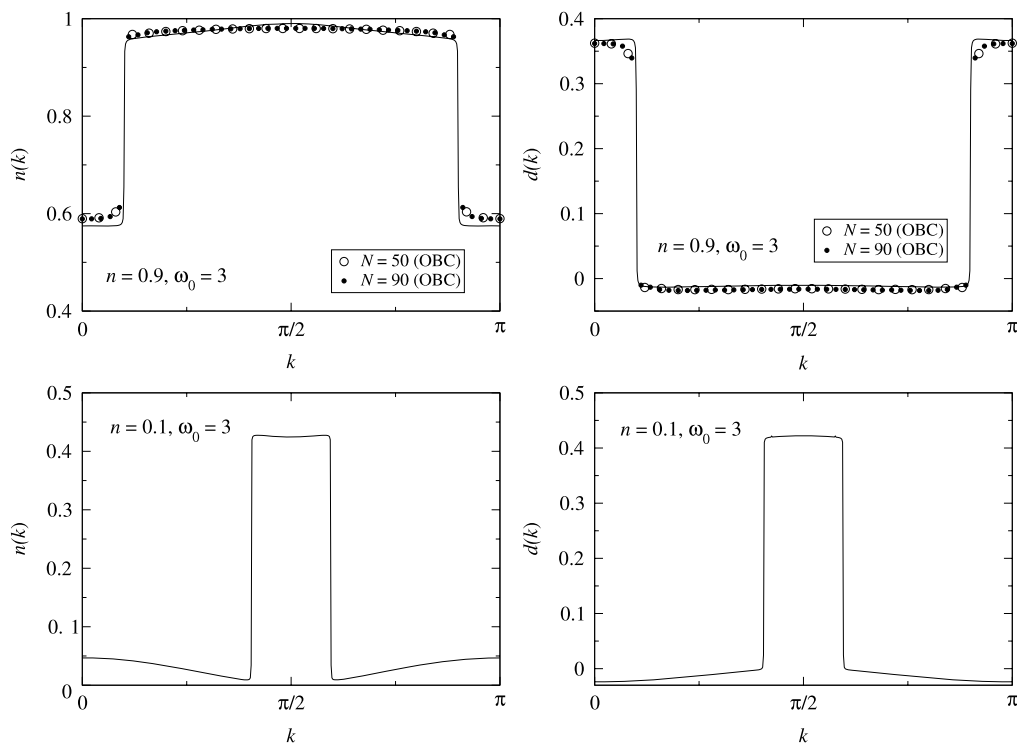 1
0.8
0.6
0.4
n(k)
n = 0.9, ω0 = 3
N = 50 (OBC)
N = 90 (OBC)
0
π/2
π
k
0.4
0.3
0.2
0.1
0
d(k)
N = 50 (OBC)
N = 90 (OBC)
n = 0.9, ω0 = 3
0
π/2
π
k
0.5
0.4
0.3
0.2
0. 1
0
n(k)
n = 0.1, ω0 = 3
0
π/2
π
k
0.5
0.4
0.3
0.2
0.1
0
d(k)
n = 0.1, ω0 = 3
0
π/2
π
k